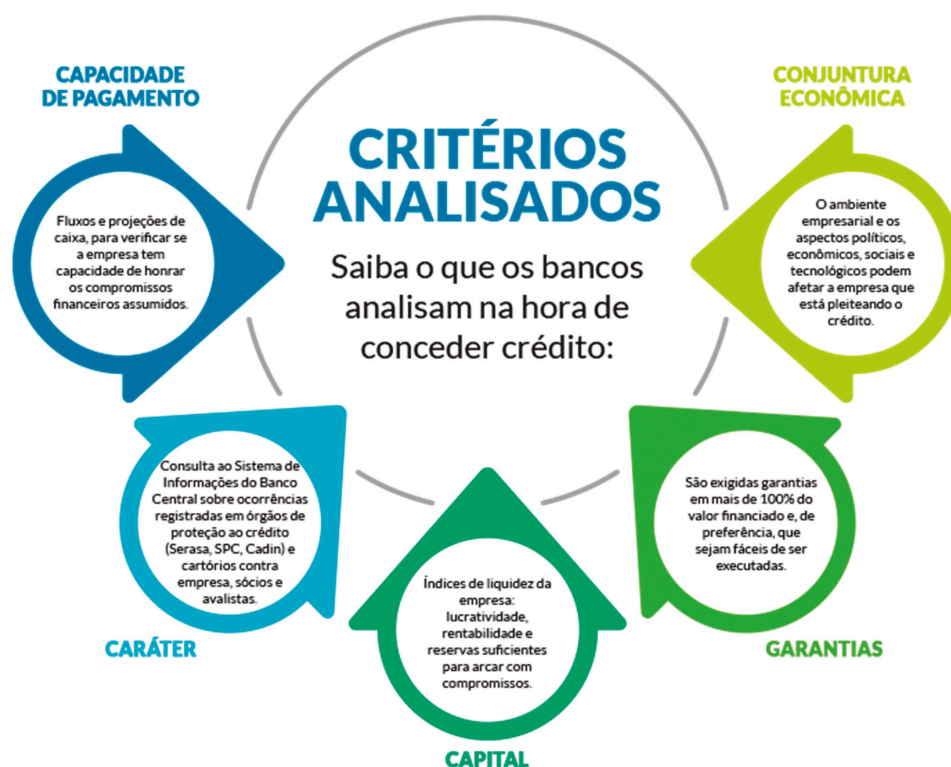 CRITÉRIOS
ANALISADOS
Saiba o que os bancos
analisam na hora de
conceder crédito:
CAPACIDADE
DE PAGAMENTO
Fluxos e projeções de
caixa, para verificar se
a empresa tem
capacidade de honrar
os compromissos
financeiros assumidos.
Consulta ao Sistema de
Informações do Banco
Central sobre ocorrências
registradas em órgãos de
proteção ao crédito
(Serasa, SPC, Cadin) e
cartórios contra
empresa, sócios e
avalistas.
CARÁTER
Índices de liquidez da
empresa:
lucratividade,
rentabilidade e
reservas suficientes
para arcar com
compromissos.
CAPITAL
São exigidas garantias
em mais de 100% do
valor financiado e, de
preferência, que
sejam fáceis de ser
executadas.
GARANTIAS
CONJUNTURA
ECONÔMICA
O ambiente
empresarial e os
aspectos políticos,
econômicos, sociais e
tecnológicos podem
afetar a empresa que
está pleiteando o
crédito.